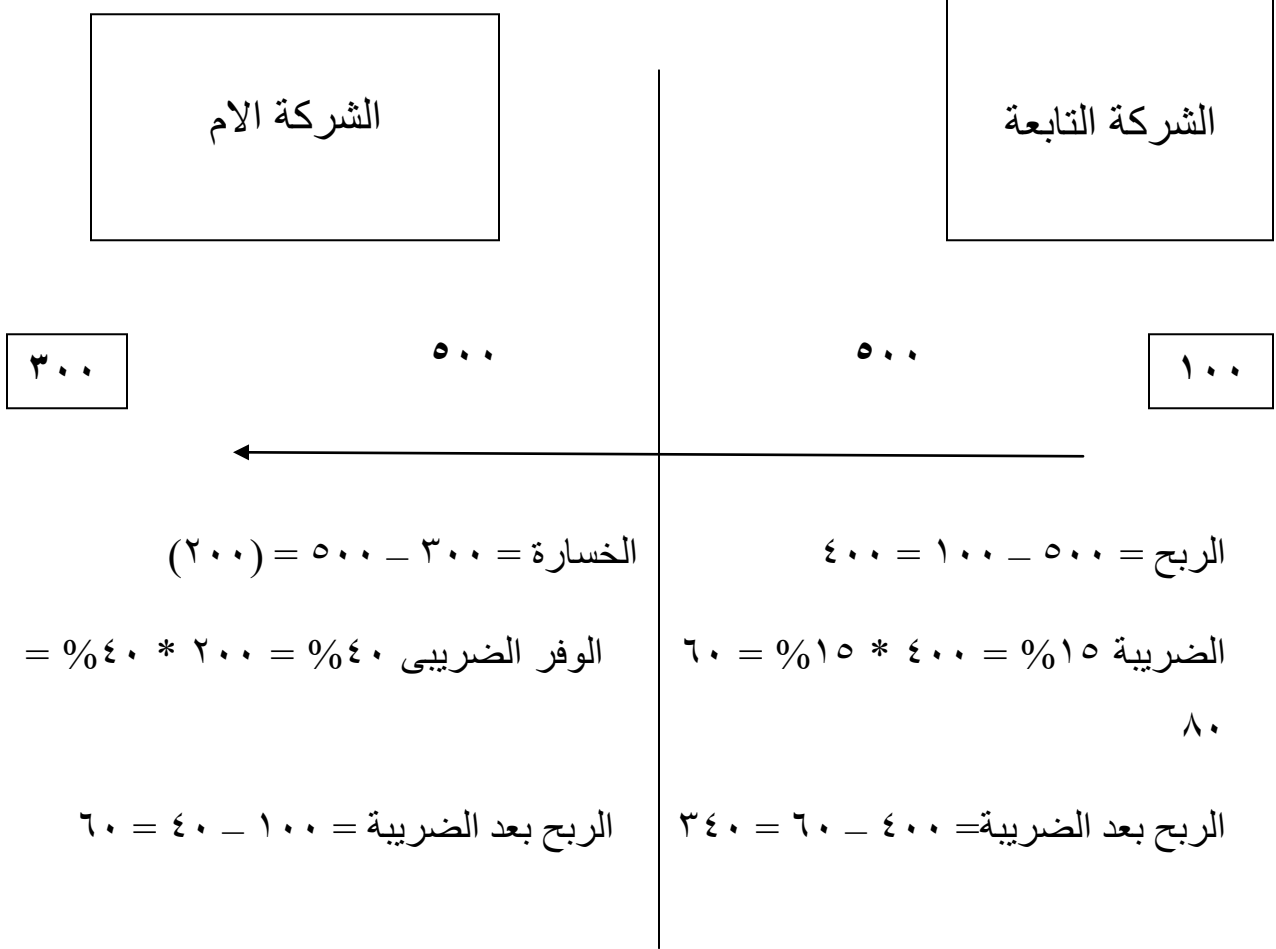 الشركة التابعة
الشركة الام
١٠٠
٥٠٠
٥٠٠
٣٠٠
الربح = ٥٠٠ – ١٠٠ = ٤٠٠
الخسارة = ٣٠٠ – ٥٠٠ = (٢٠٠)
الضريبة ١٥% = ٤٠٠ * ١٥% = ٦٠
الوفر الضريبى ٤٠% = ٢٠٠ * ٤٠% =
٨٠
الربح بعد الضريبة= ٤٠٠ – ٦٠ = ٣٤٠
الربح بعد الضريبة = ١٠٠ – ٤٠ = ٦٠